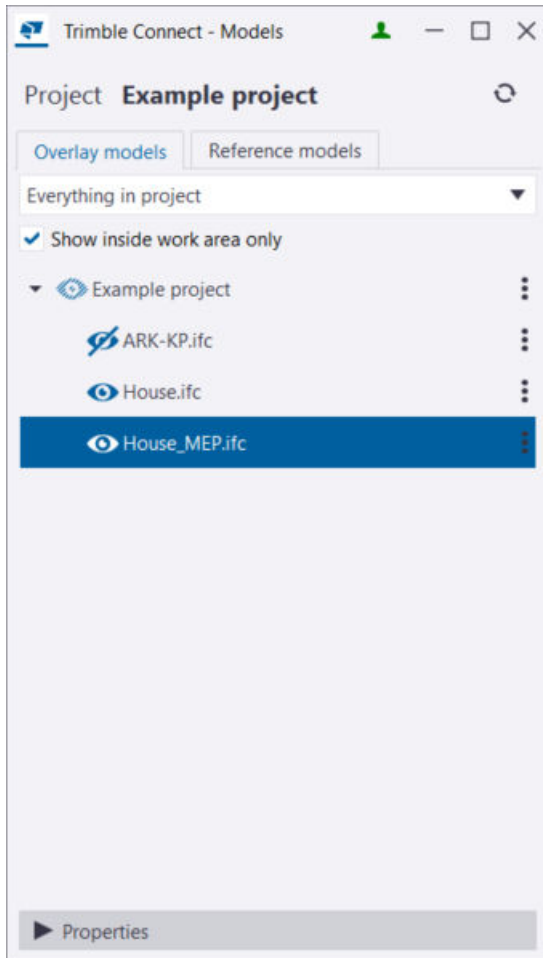 Trimble Connect - Models
Project Example project
Overlay models Reference models
Everything in project
Show inside work area only
Example project
ARK-KP.ifc
House.ifc
House_MEP.ifc
Properties